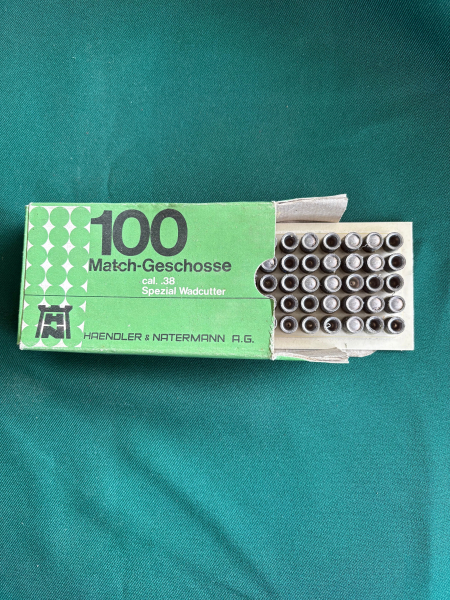 100
Match-Geschosse
cal. .38
Spezial Wadcutter
HAENDLER & NATERMANN A.G.